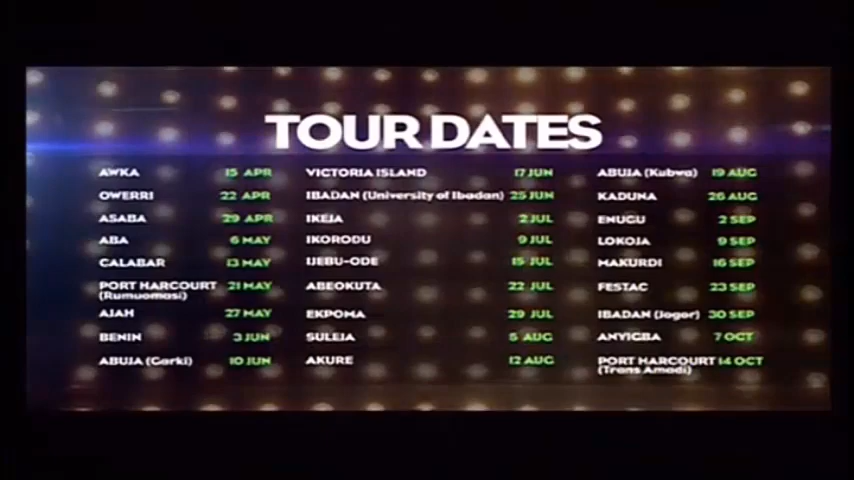 TOUR DATES
AWKA 15 APR
OWERRI 22 APR
ASABA 29 APR
ABA 6 MAY
CALABAR 13 MAY
PORT HARCOURT 21 MAY
(Rumuomasi)
AJAH 27 MAY
BENIN 3 JUN
ABUJA (Garki) 10 JUN
VICTORIA ISLAND 17 JUN
IBADAN (University of Ibadan) 25 JUN
IKEJA 2 JUL
IKORODU 9 JUL
IJEBU-ODE 15 JUL
ABEOKUTA 22 JUL
EKPOMA 29 JUL
SULEJA 5 AUG
AKURE 12 AUG
ABUJA (Kubwa) 19 AUG
KADUNA 26 AUG
ENUGU 2 SEP
LOKOJA 9 SEP
MAKURDI 16 SEP
FESTAC 23 SEP
IBADAN (Jogor) 30 SEP
ANYIGBA 7 OCT
PORT HARCOURT 14 OCT
(Trans Amadi)